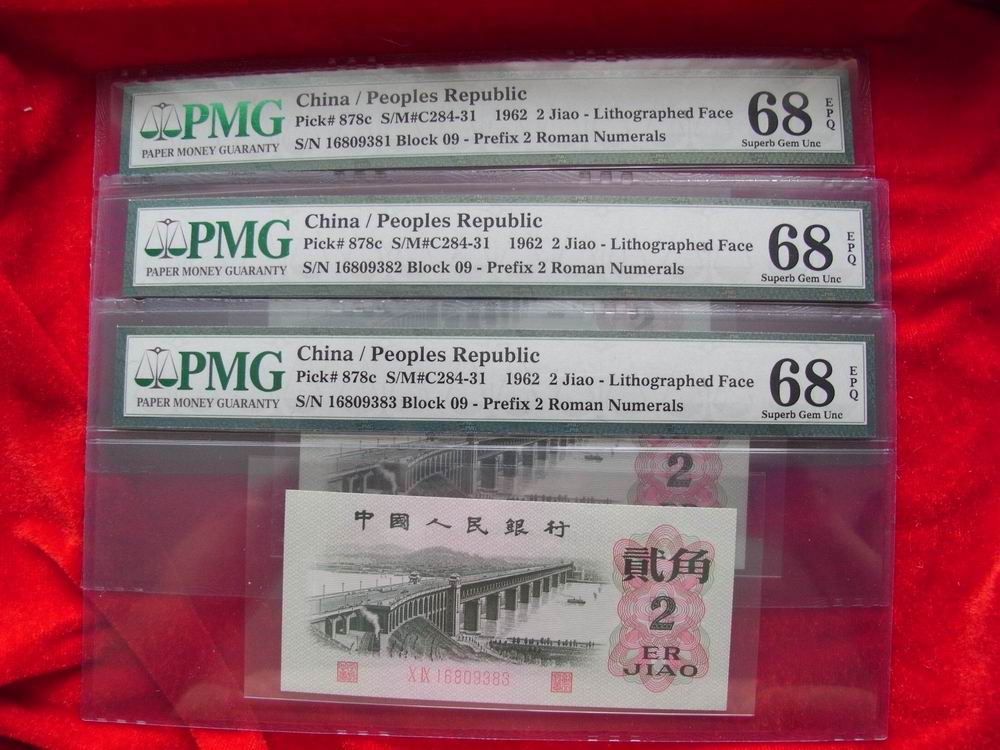 PMG
PAPER MONEY GUARANTY
China / Peoples Republic
Pick# 878c S/M#C284-31 1962 2 Jiao - Lithographed Face
S/N 16809381 Block 09 - Prefix 2 Roman Numerals
68
EPQ
Superb Gem Unc
PMG
PAPER MONEY GUARANTY
China / Peoples Republic
Pick# 878c S/M#C284-31 1962 2 Jiao - Lithographed Face
S/N 16809382 Block 09 - Prefix 2 Roman Numerals
68
EPQ
Superb Gem Unc
PMG
PAPER MONEY GUARANTY
China / Peoples Republic
Pick# 878c S/M#C284-31 1962 2 Jiao - Lithographed Face
S/N 16809383 Block 09 - Prefix 2 Roman Numerals
68
EPQ
Superb Gem Unc
2
中國人民銀行
貳角
2
ER
JIAO
X IX 16809383